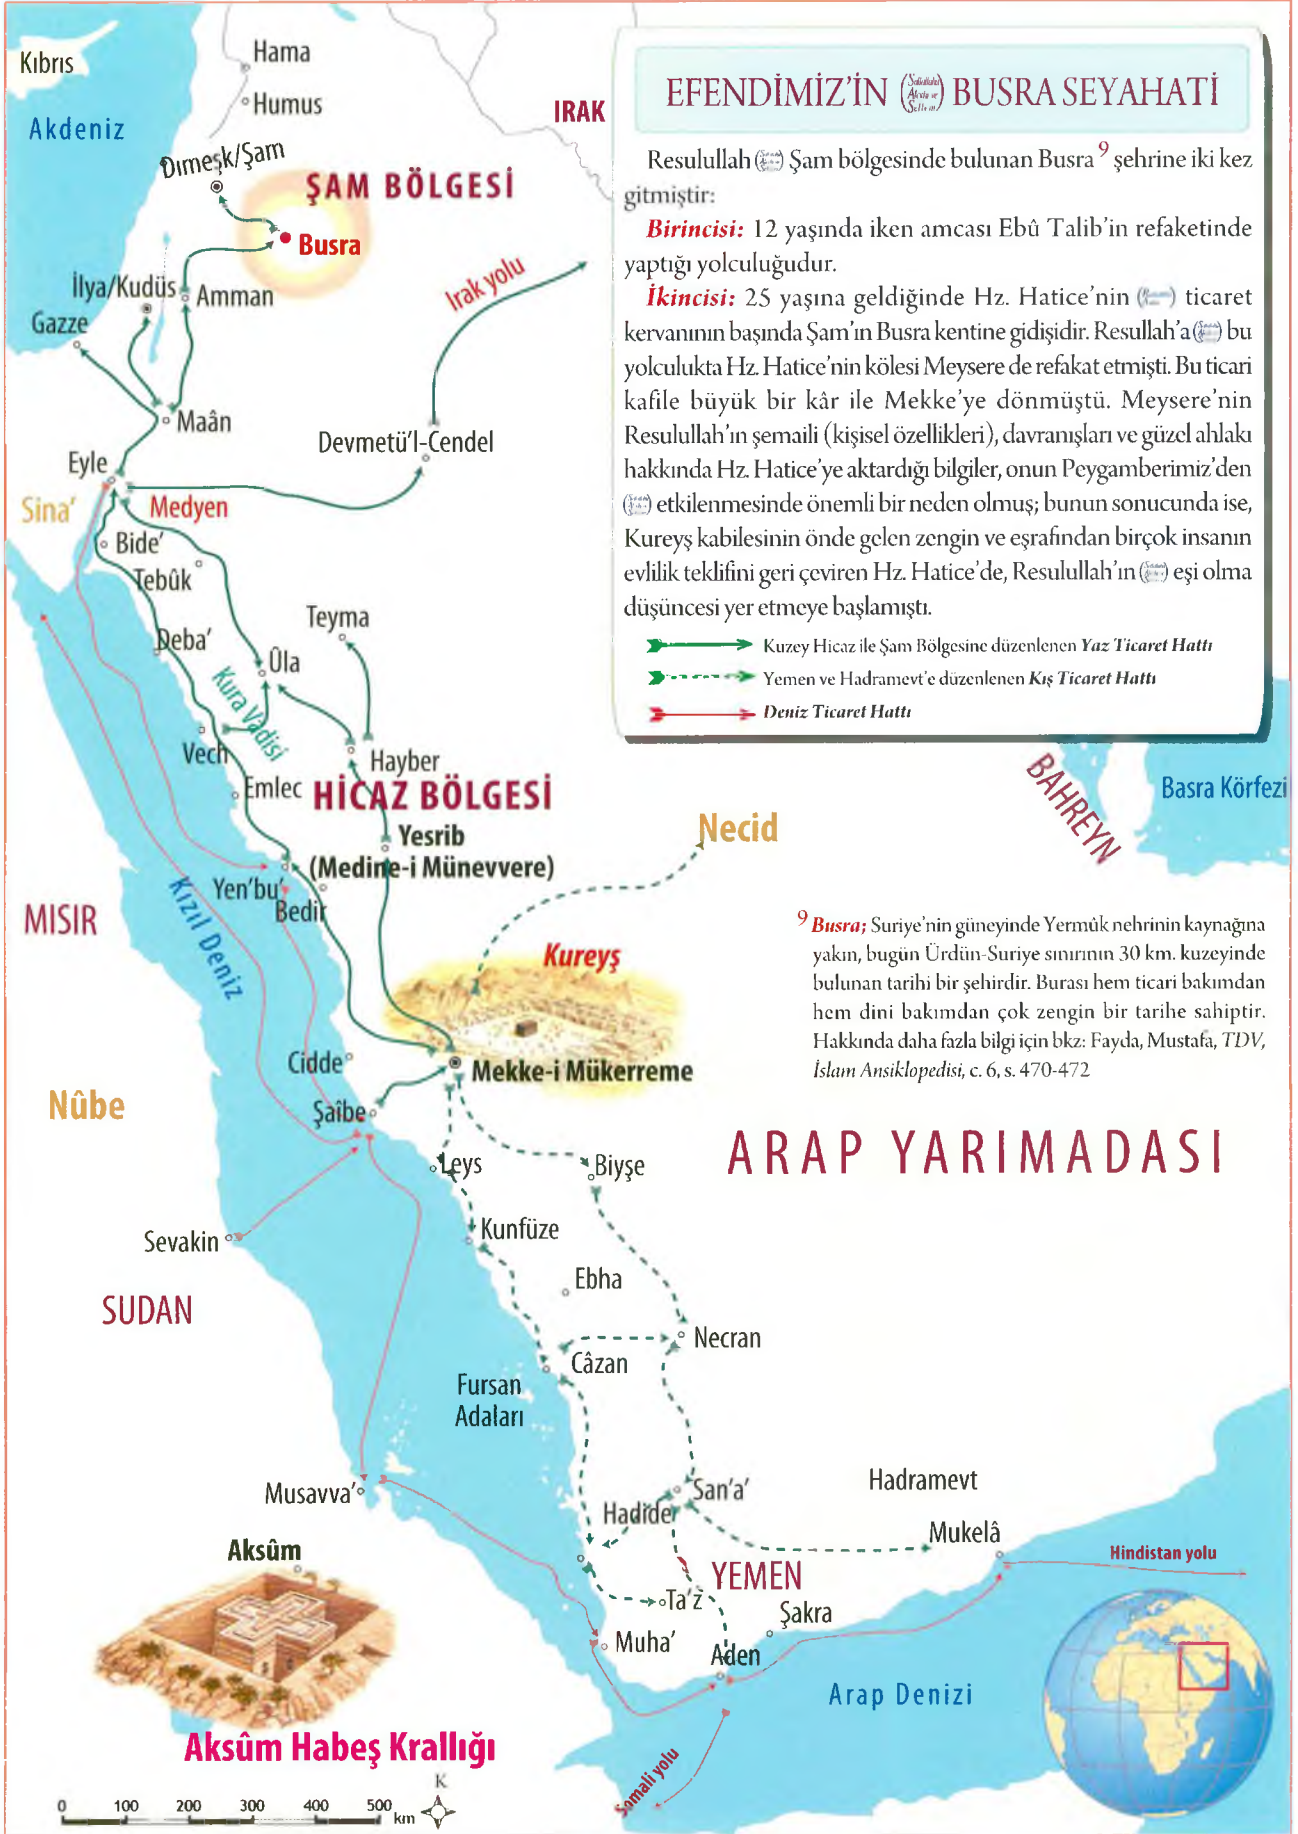 EFENDİMİZ'İN BUSRA SEYAHATİ
Resulullah Şam bölgesinde bulunan Busra 9 şehrine iki kez
gitmiştir:
Birincisi: 12 yaşında iken amcası Ebû Talib'in refaketinde
yaptığı yolculuğudur.
İkincisi: 25 yaşına geldiğinde Hz. Hatice'nin ticaret
kervanının başında Şam'ın Busra kentine gidişidir. Resullah'a bu
yolculukta Hz. Hatice'nin kölesi Meysere de refakat etmişti. Bu ticari
kafile büyük bir kâr ile Mekke'ye dönmüştü. Meysere'nin
Resulullah'ın şemaili (kişisel özellikleri), davranışları ve güzel ahlakı
hakkında Hz. Hatice'ye aktardığı bilgiler, onun Peygamberimiz'den
etkilenmesinde önemli bir neden olmuş; bunun sonucunda ise,
Kureyş kabilesinin önde gelen zengin ve eşrafından birçok insanın
evlilik teklifini geri çeviren Hz. Hatice'de, Resulullah'ın eşi olma
düşüncesi yer etmeye başlamıştı.
Kuzey Hicaz ile Şam Bölgesine düzenlenen Yaz Ticaret Hattı
Yemen ve Hadramevt'e düzenlenen Kış Ticaret Hattı
Deniz Ticaret Hattı
Kıbrıs
Hama
Humus
IRAK
Akdeniz
Dımeşk/Şam
ŞAM BÖLGESİ
Busra
İlya/Kudüs
Amman
Irak yolu
Gazze
Maân
Devmetü'l-Cendel
Eyle
Sina'
Medyen
Bide'
Tebûk
Teyma
Deba'
Ûla
Kura Vâdisi
Vech
Hayber
Emlec
HİCAZ BÖLGESİ
BAHREYN
Basra Körfezi
Yesrib
(Medine-i Münevvere)
Necid
Yen'bu'
Bedir
MISIR
Kızıl Deniz
Kureyş
9 Busra; Suriye'nin güneyinde Yermûk nehrinin kaynağına
yakın, bugün Ürdün-Suriye sınırının 30 km. kuzeyinde
bulunan tarihi bir şehirdir. Burası hem ticari bakımdan
hem dini bakımdan çok zengin bir tarihe sahiptir.
Hakkında daha fazla bilgi için bkz: Fayda, Mustafa, TDV,
İslam Ansiklopedisi, c. 6, s. 470-472
Cidde
Mekke-i Mükerreme
Nûbe
Şaîbe
ARAP YARIMADASI
Leys
Biyşe
Sevakin
Kunfüze
Ebha
SUDAN
Necran
Câzan
Fursan
Adaları
Musavva'
San'a'
Hadramevt
Hadide
Mukelâ
Aksûm
YEMEN
Hindistan yolu
Ta'z
Şakra
Muha'
Aden
Arap Denizi
Aksûm Habeş Krallığı
Somali yolu
K
0 100 200 300 400 500 km